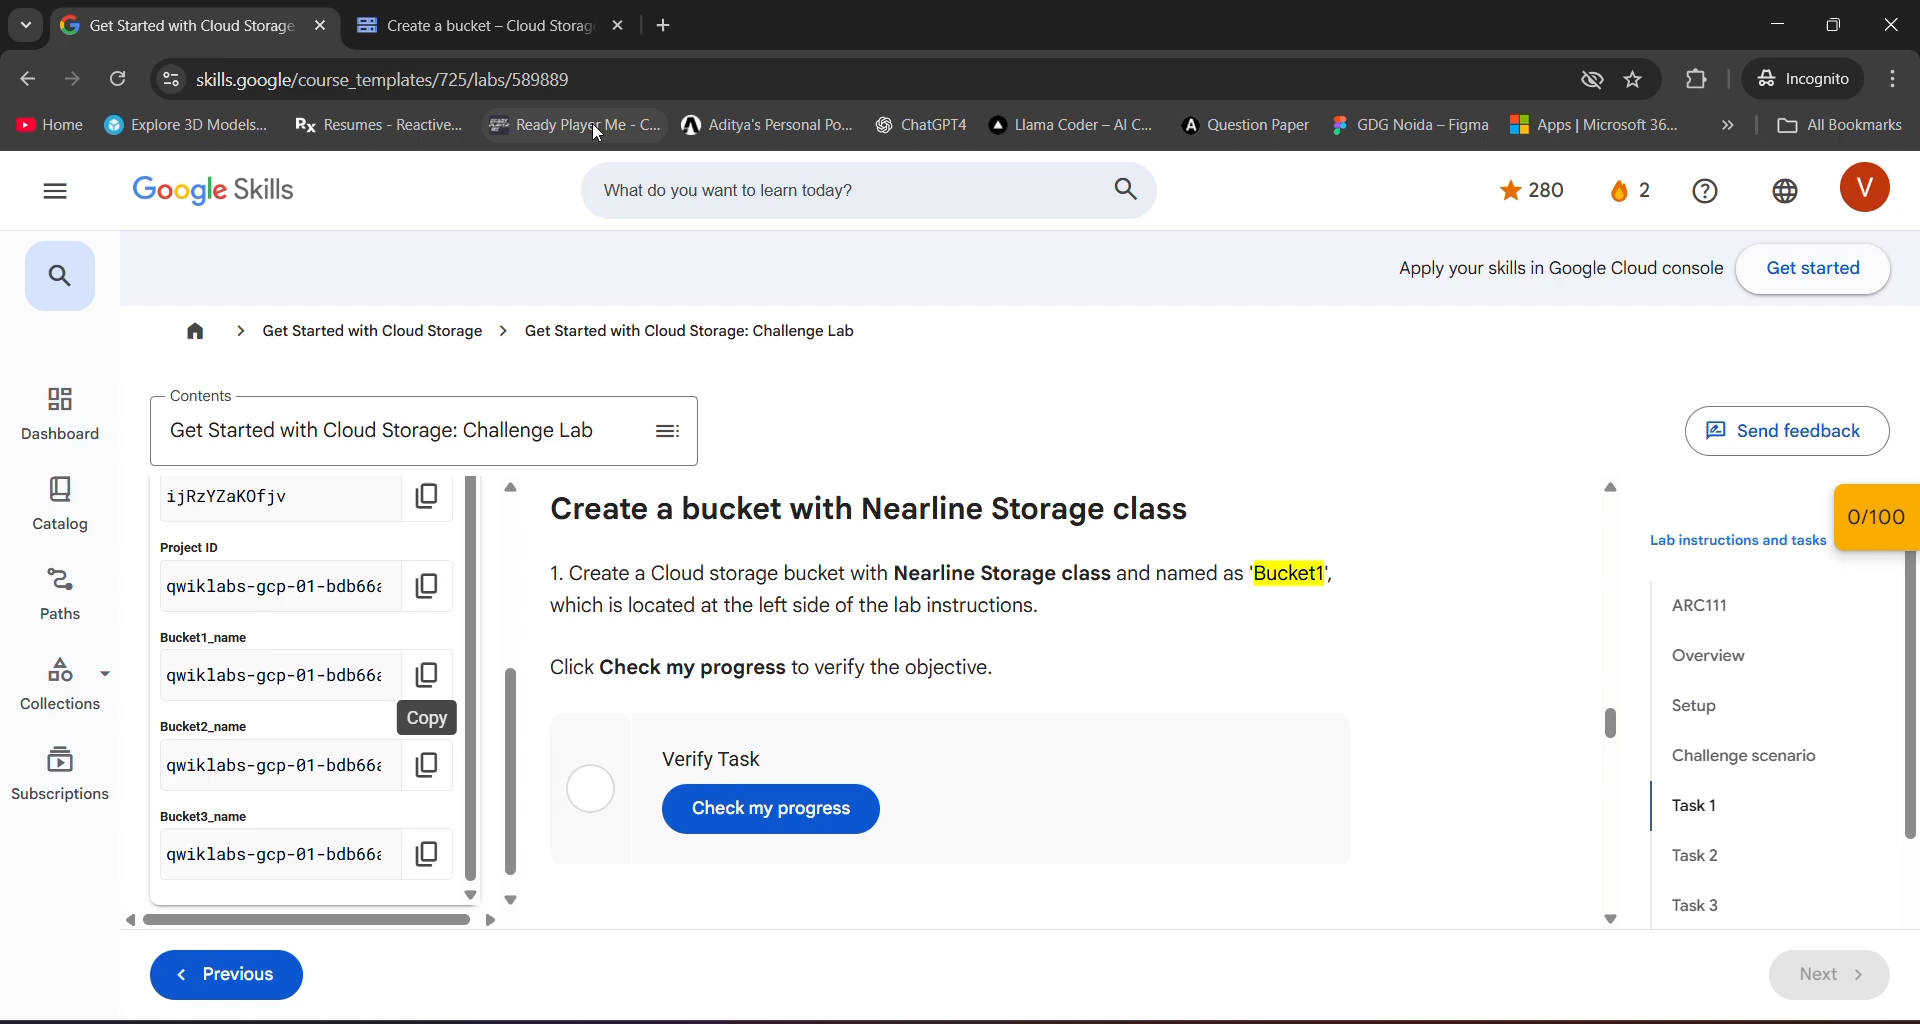 Get Started with Cloud Storage
Create a bucket – Cloud Storag
skills.google/course_templates/725/labs/589889
Incognito
Home
Explore 3D Models...
Rx Resumes - Reactive...
Ready Player Me - C...
Aditya's Personal Po...
ChatGPT4
Llama Coder – AI C...
Question Paper
GDG Noida – Figma
Apps | Microsoft 36...
»
All Bookmarks
Google Skills
What do you want to learn today?
280
2
V
Apply your skills in Google Cloud console
Get started
Get Started with Cloud Storage
Get Started with Cloud Storage: Challenge Lab
Dashboard
Catalog
Paths
Collections
Subscriptions
Contents
Get Started with Cloud Storage: Challenge Lab
Send feedback
ijRzYZaKOfjv
Project ID
qwiklabs-gcp-01-bdb66a
Bucket1_name
qwiklabs-gcp-01-bdb66a
Copy
Bucket2_name
qwiklabs-gcp-01-bdb66a
Bucket3_name
qwiklabs-gcp-01-bdb66a
Create a bucket with Nearline Storage class
1. Create a Cloud storage bucket with Nearline Storage class and named as 'Bucket1',
which is located at the left side of the lab instructions.
Click Check my progress to verify the objective.
Verify Task
Check my progress
0/100
Lab instructions and tasks
ARC111
Overview
Setup
Challenge scenario
Task 1
Task 2
Task 3
Previous
Next